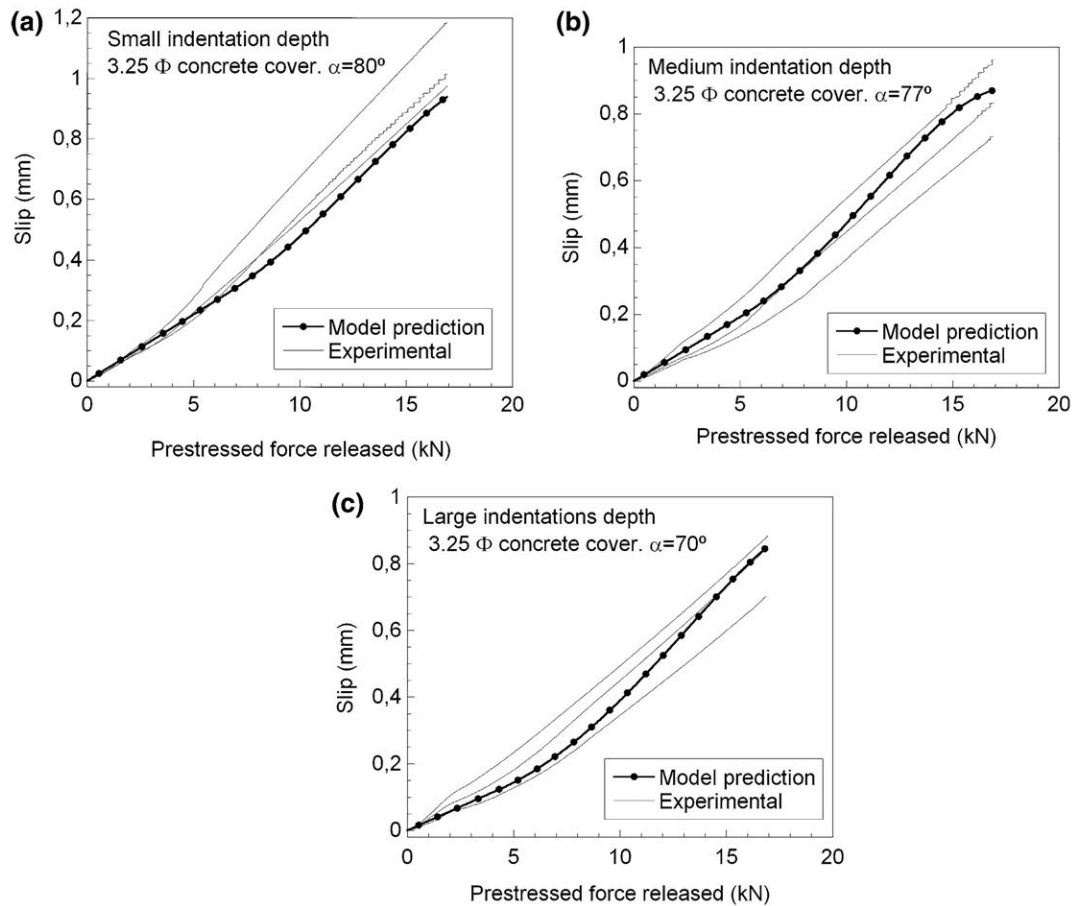 (a)
1,2
1
0,8
0,6
0,4
0,2
0
Slip (mm)
Small indentation depth
3.25 Φ concrete cover. α=80º
Model prediction
Experimental
0 5 10 15 20
Prestressed force released (kN)
(b)
1
0,8
0,6
0,4
0,2
0
Slip (mm)
Medium indentation depth
3.25 Φ concrete cover. α=77º
Model prediction
Experimental
0 5 10 15 20
Prestressed force released (kN)
(c)
1
0,8
0,6
0,4
0,2
0
Slip (mm)
Large indentations depth
3.25 Φ concrete cover. α=70º
Model prediction
Experimental
0 5 10 15 20
Prestressed force released (kN)